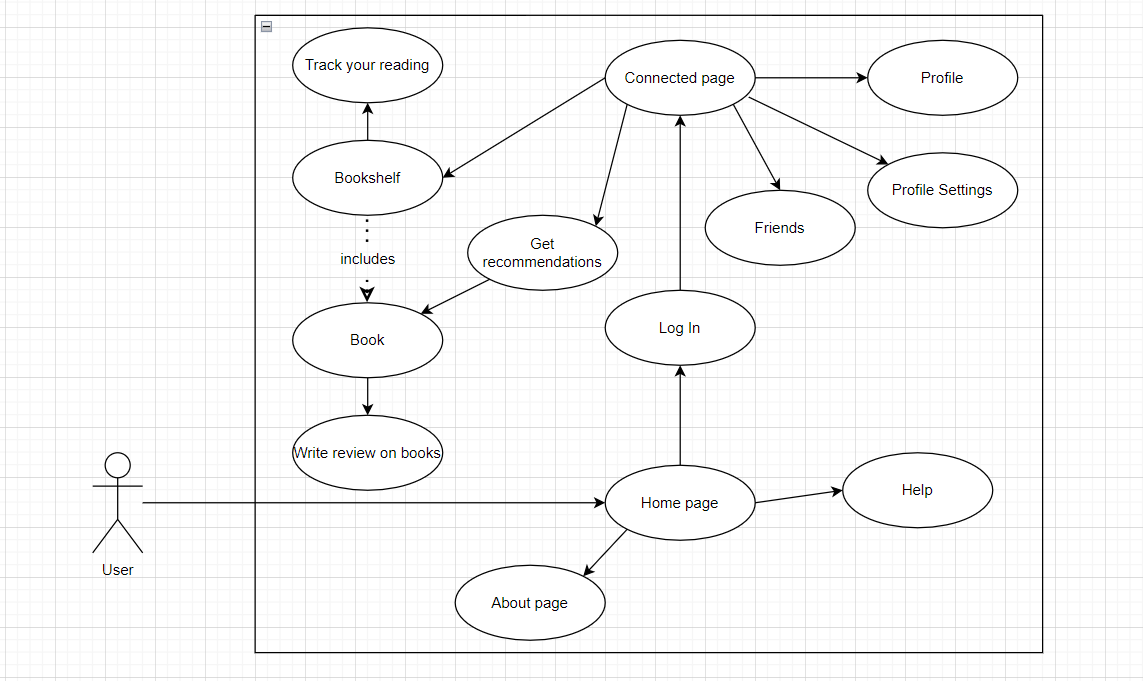 Track your reading
Connected page
Profile
Bookshelf
Profile Settings
Friends
Get
recommendations
includes
Log In
Book
Write review on books
Help
Home page
User
About page